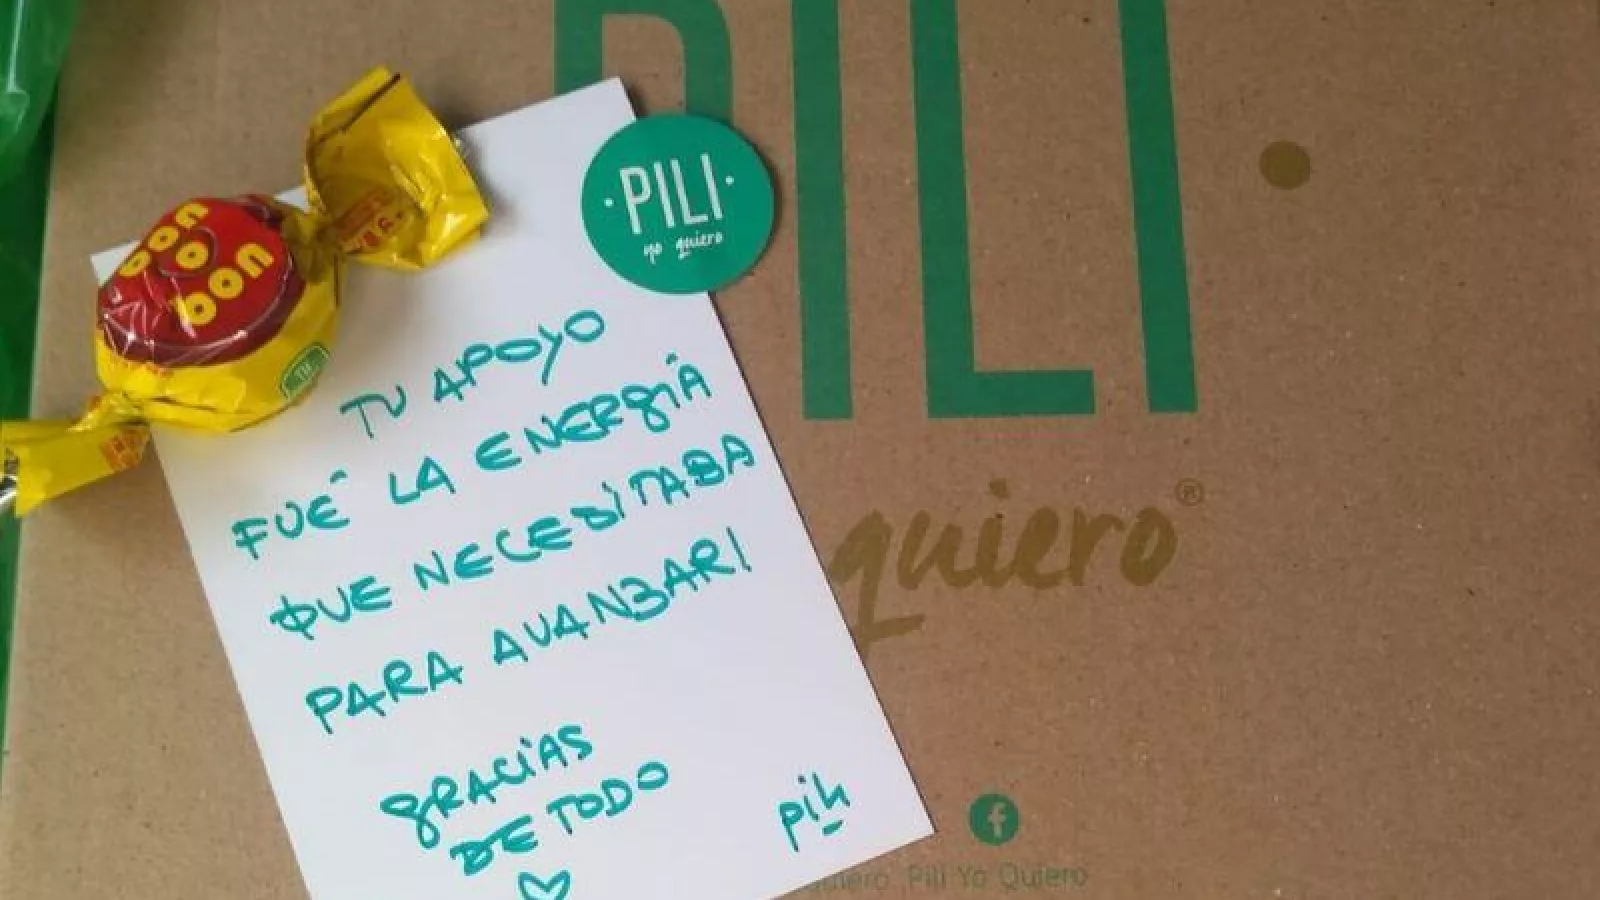 PILI
quiero®
Pili Yo Quiero
bon o bon
·PILI·
yo quiero
TU APOYO
FUÉ LA ENERGÍA
QUE NECESITABA
PARA AVANZAR!
GRACIAS
DE TODO
pili